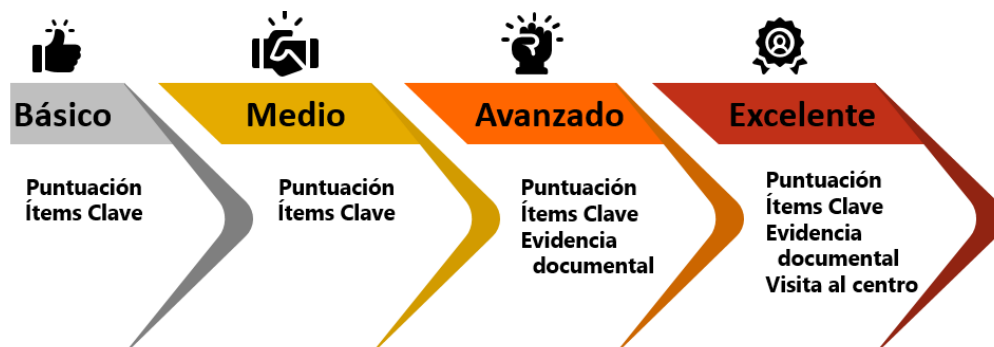 Básico
Medio
Avanzado
Excelente
Puntuación
Ítems Clave
Puntuación
Ítems Clave
Puntuación
Ítems Clave
Evidencia
documental
Puntuación
Ítems Clave
Evidencia
documental
Visita al centro